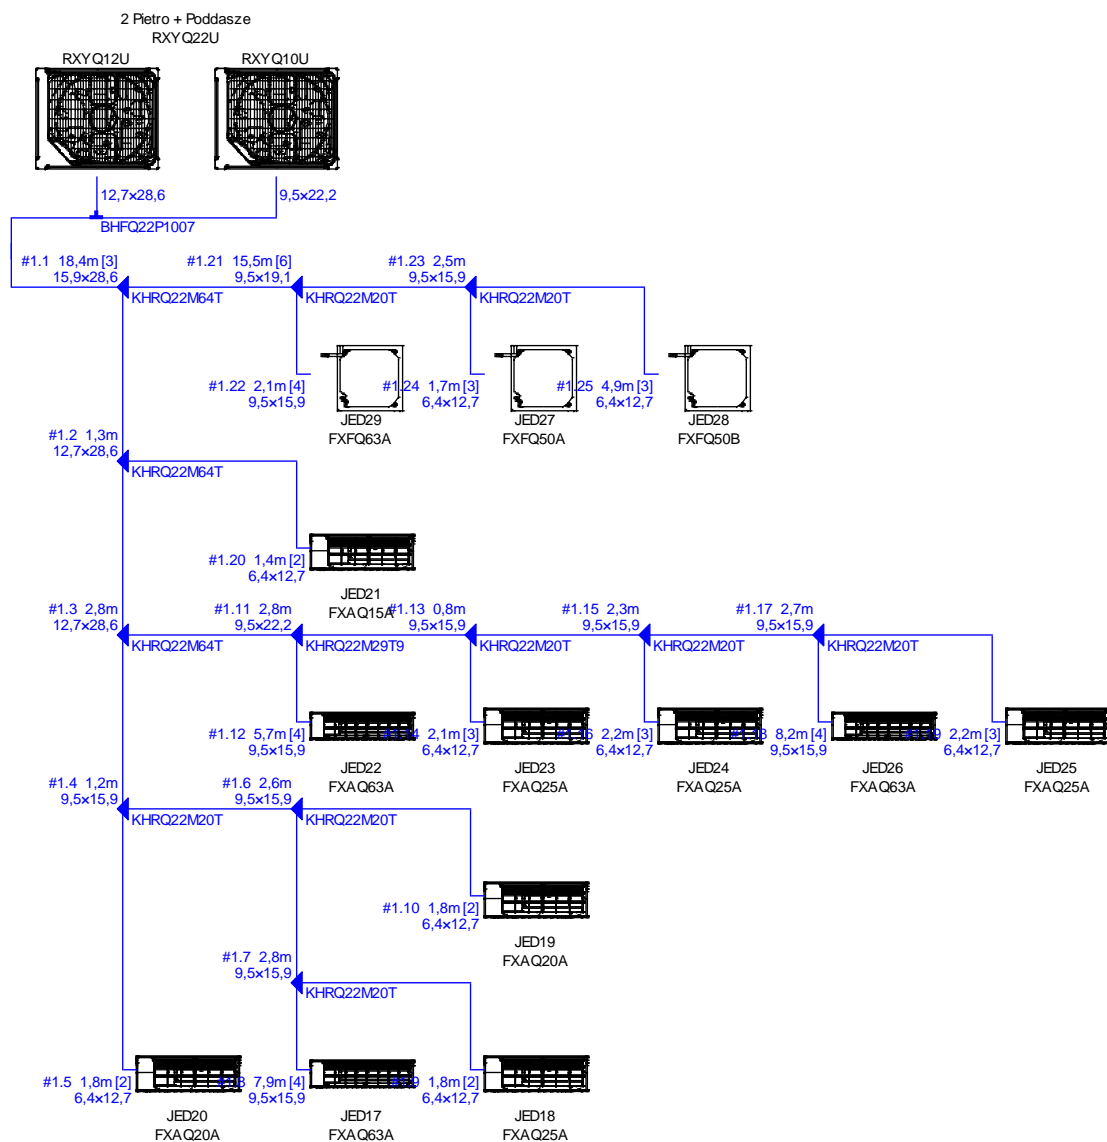 2 Pietro + Poddasze
RXYQ22U
RXYQ12U
RXYQ10U
12,7×28,6
9,5×22,2
BHFQ22P1007
#1.1 18,4m [3]
15,9×28,6
KHRQ22M64T
#1.21 15,5m [6]
9,5×19,1
KHRQ22M20T
#1.23 2,5m
9,5×15,9
KHRQ22M20T
#1.22 2,1m [4]
9,5×15,9
JED29
FXFQ63A
#1.24 1,7m [3]
6,4×12,7
JED27
FXFQ50A
#1.25 4,9m [3]
6,4×12,7
JED28
FXFQ50B
#1.2 1,3m
12,7×28,6
KHRQ22M64T
#1.20 1,4m [2]
6,4×12,7
JED21
FXAQ15A
#1.3 2,8m
12,7×28,6
KHRQ22M64T
#1.11 2,8m
9,5×22,2
KHRQ22M29T9
#1.13 0,8m
9,5×15,9
KHRQ22M20T
#1.15 2,3m
9,5×15,9
KHRQ22M20T
#1.17 2,7m
9,5×15,9
KHRQ22M20T
#1.12 5,7m [4]
9,5×15,9
JED22
FXAQ63A
2,1m [3]
6,4×12,7
JED23
FXAQ25A
2,2m [3]
6,4×12,7
JED24
FXAQ25A
8,2m [4]
9,5×15,9
JED26
FXAQ63A
2,2m [3]
6,4×12,7
JED25
FXAQ25A
#1.4 1,2m
9,5×15,9
KHRQ22M20T
#1.6 2,6m
9,5×15,9
KHRQ22M20T
#1.10 1,8m [2]
6,4×12,7
JED19
FXAQ20A
#1.7 2,8m
9,5×15,9
KHRQ22M20T
#1.5 1,8m [2]
6,4×12,7
JED20
FXAQ20A
7,9m [4]
9,5×15,9
JED17
FXAQ63A
1,8m [2]
6,4×12,7
JED18
FXAQ25A